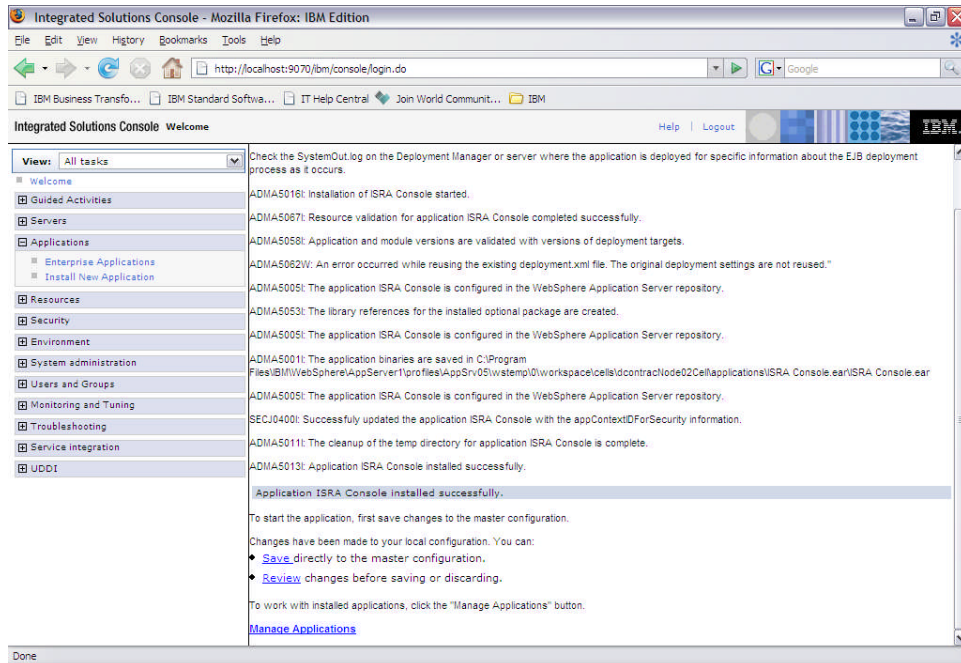 Integrated Solutions Console - Mozilla Firefox: IBM Edition
File Edit View History Bookmarks Tools Help
http://localhost:9070/ibm/console/login.do
G Google
IBM Business Transfo... IBM Standard Softwa... IT Help Central Join World Communit... IBM
Integrated Solutions Console Welcome Help | Logout IBM.
View: All tasks
Welcome
Guided Activities
Servers
Applications
Enterprise Applications
Install New Application
Resources
Security
Environment
System administration
Users and Groups
Monitoring and Tuning
Troubleshooting
Service integration
UDDI
Check the SystemOut.log on the Deployment Manager or server where the application is deployed for specific information about the EJB deployment
process as it occurs.
ADMA5016I: Installation of ISRA Console started.
ADMA5067I: Resource validation for application ISRA Console completed successfully.
ADMA5058I: Application and module versions are validated with versions of deployment targets.
ADMA5062W: An error occurred while reusing the existing deployment.xml file. The original deployment settings are not reused."
ADMA5005I: The application ISRA Console is configured in the WebSphere Application Server repository.
ADMA5053I: The library references for the installed optional package are created.
ADMA5005I: The application ISRA Console is configured in the WebSphere Application Server repository.
ADMA5001I: The application binaries are saved in C:\Program
Files\IBM\WebSphere\AppServer1\profiles\AppSrv05\wstemp\0\workspace\cells\dcontracNode02Cell\applications\ISRA Console.ear\ISRA Console.ear
ADMA5005I: The application ISRA Console is configured in the WebSphere Application Server repository.
SECJ0400I: Successfuly updated the application ISRA Console with the appContextIDForSecurity information.
ADMA5011I: The cleanup of the temp directory for application ISRA Console is complete.
ADMA5013I: Application ISRA Console installed successfully.
Application ISRA Console installed successfully.
To start the application, first save changes to the master configuration.
Changes have been made to your local configuration. You can:
Save directly to the master configuration.
Review changes before saving or discarding.
To work with installed applications, click the "Manage Applications" button.
Manage Applications
Done